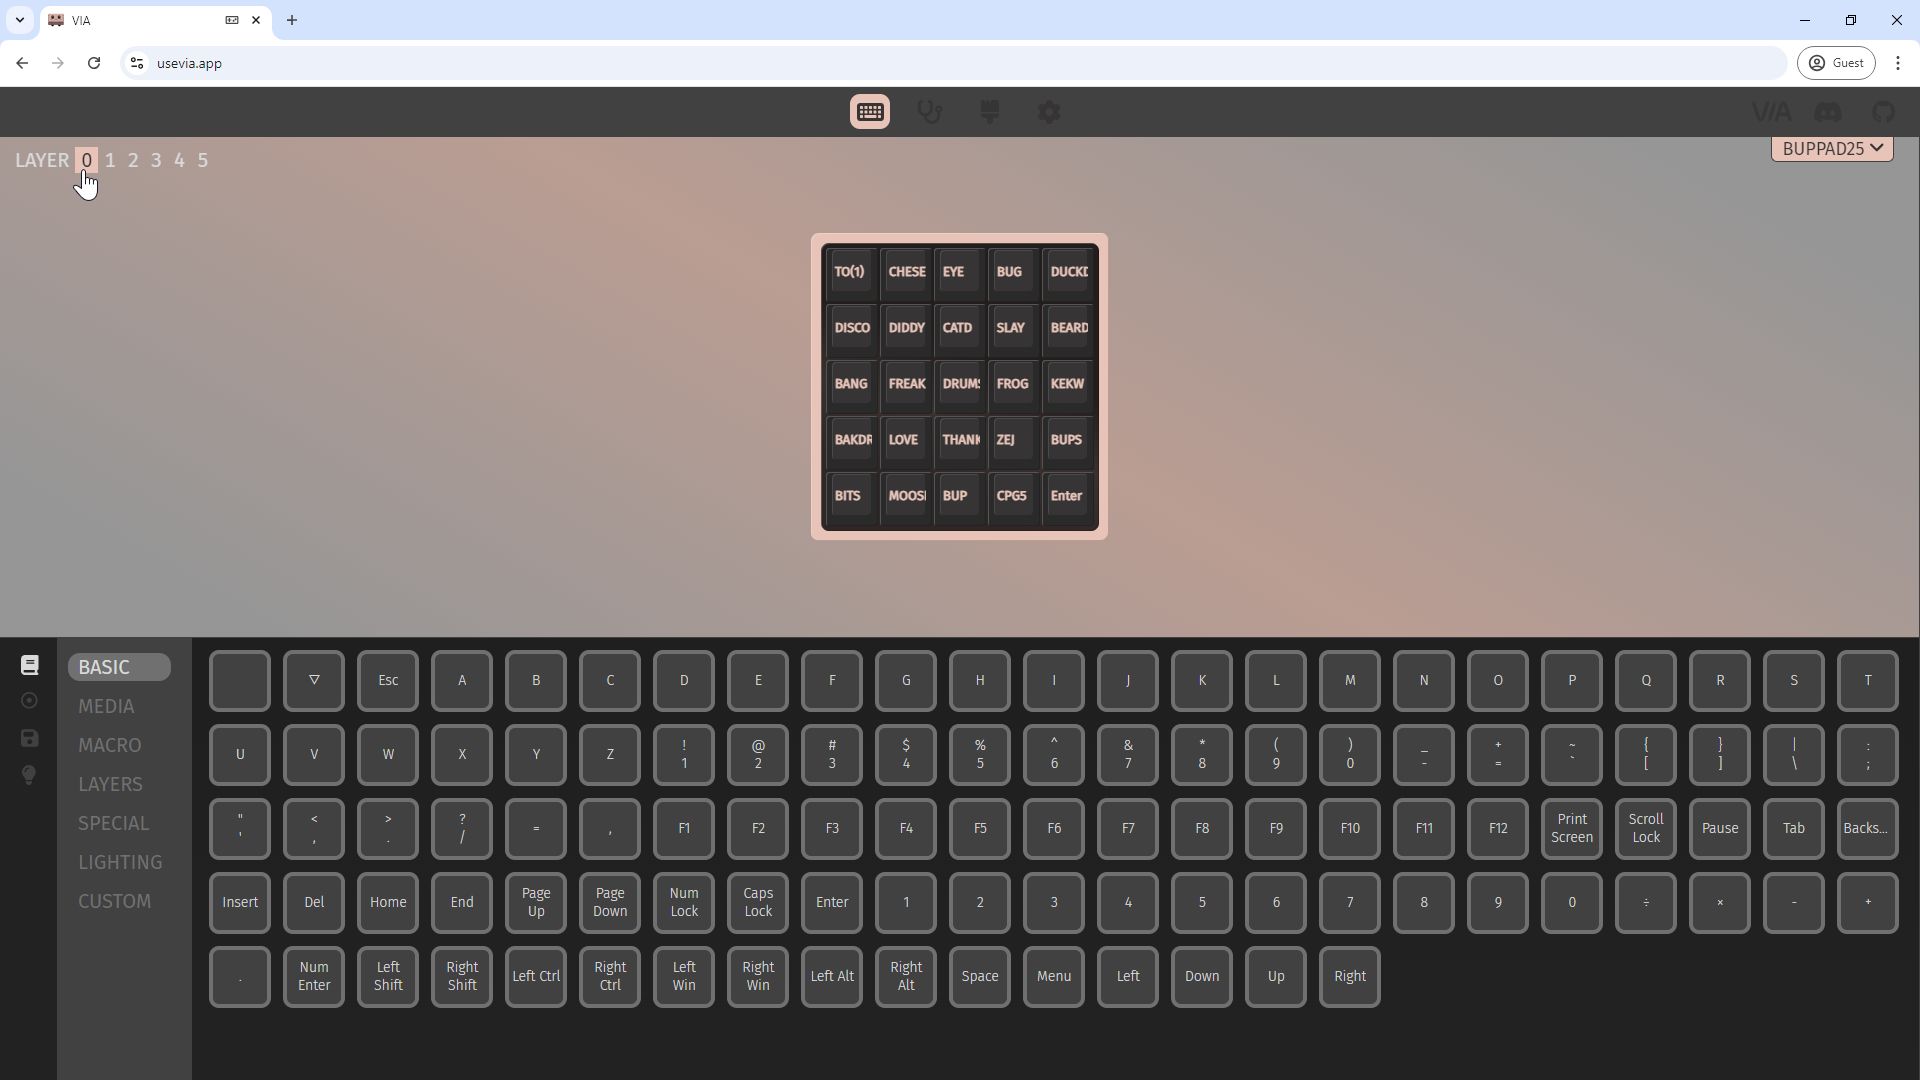 VIA
usevia.app
Guest
VIA
LAYER 0 1 2 3 4 5
BUPPAD25
TO(1) CHESE EYE BUG DUCKD
DISCO DIDDY CATD SLAY BEARD
BANG FREAK DRUMS FROG KEKW
BAKDR LOVE THANK ZEJ BUPS
BITS MOOSI BUP CPG5 Enter
BASIC
MEDIA
MACRO
LAYERS
SPECIAL
LIGHTING
CUSTOM
▽ Esc A B C D E F G H I J K L M N O P Q R S T
U V W X Y Z ! 1 @ 2 # 3 $ 4 % 5 ^ 6 & 7 * 8 ( 9 ) 0 _ - + = ~ ` { [ } ] | \ : ;
" ' < , > . ? / = , F1 F2 F3 F4 F5 F6 F7 F8 F9 F10 F11 F12 Print Screen Scroll Lock Pause Tab Backs...
Insert Del Home End Page Up Page Down Num Lock Caps Lock Enter 1 2 3 4 5 6 7 8 9 0 ÷ × - +
. Num Enter Left Shift Right Shift Left Ctrl Right Ctrl Left Win Right Win Left Alt Right Alt Space Menu Left Down Up Right